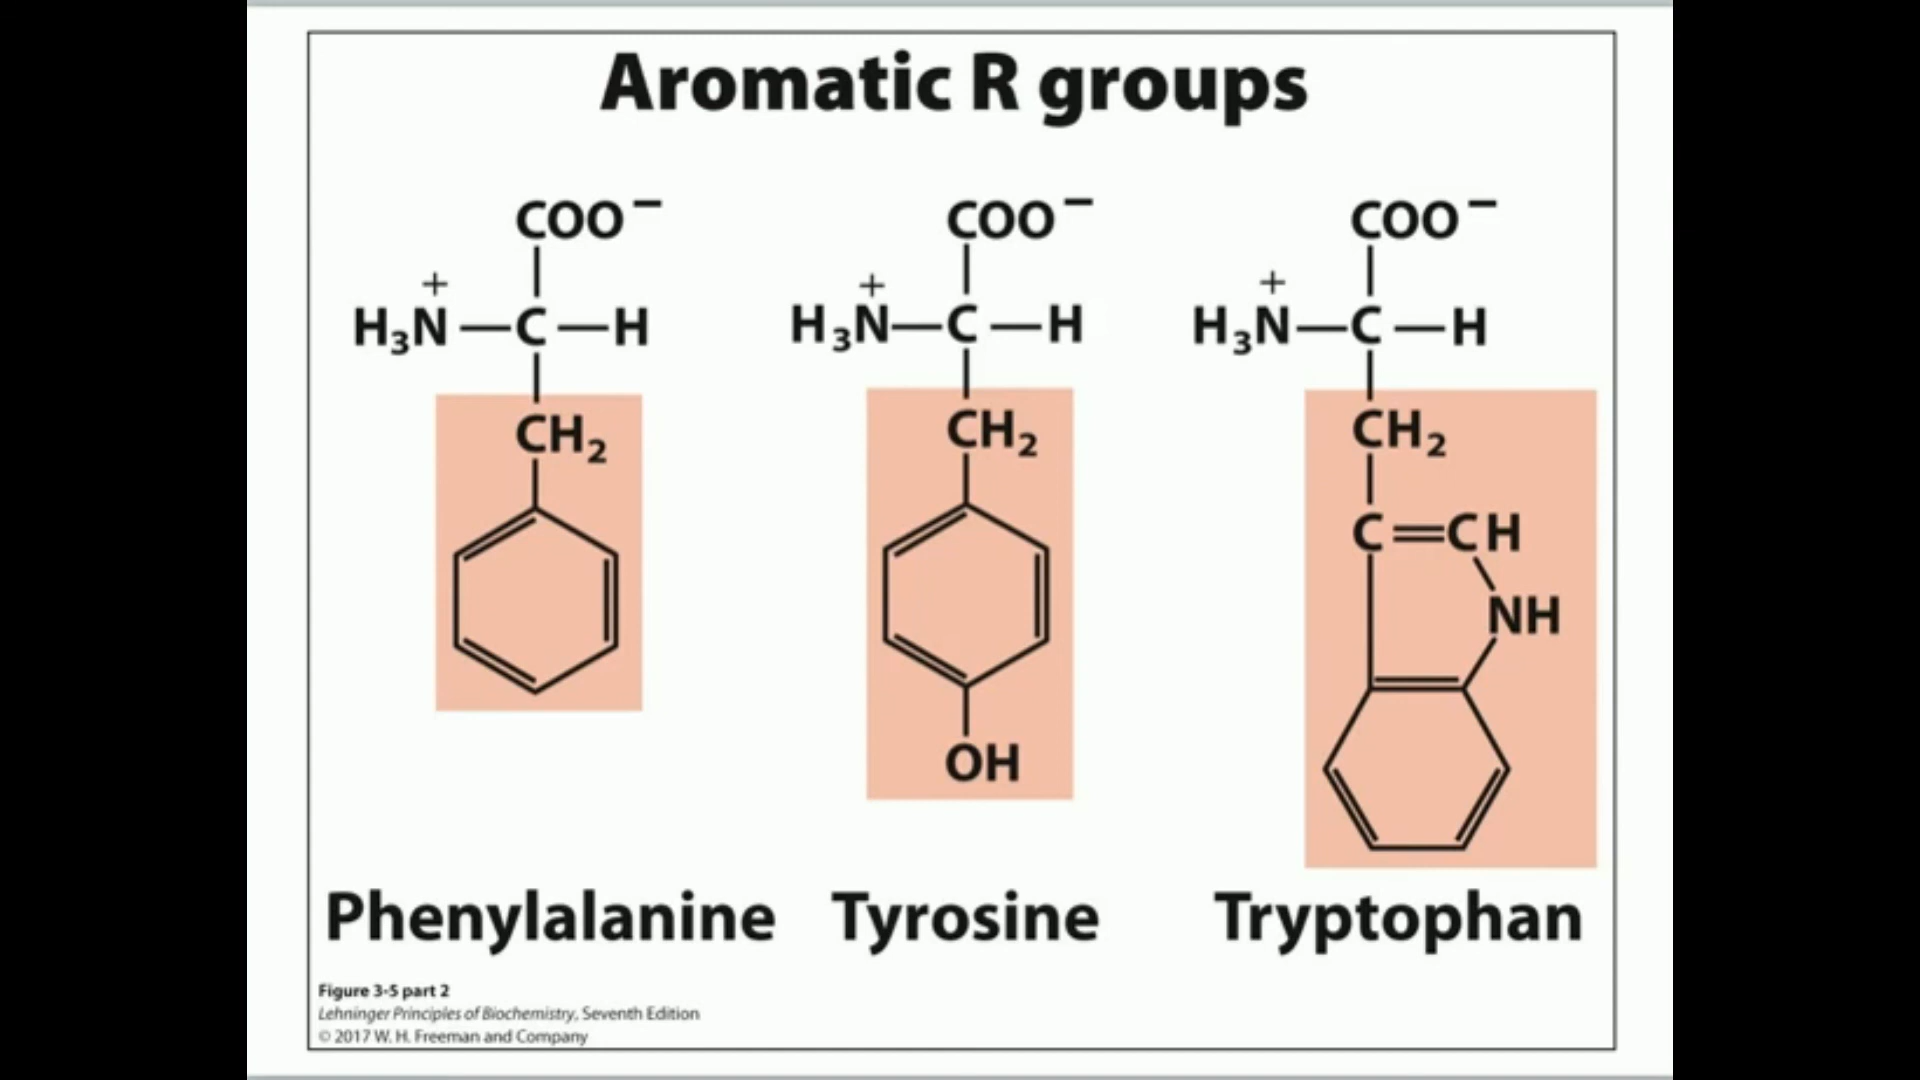 Aromatic R groups
COO⁻ COO⁻ COO⁻
+ + +
H₃N—C—H H₃N—C—H H₃N—C—H
CH₂ CH₂ CH₂
C=CH
NH
OH
Phenylalanine Tyrosine Tryptophan
Figure 3-5 part 2
Lehninger Principles of Biochemistry, Seventh Edition
© 2017 W. H. Freeman and Company